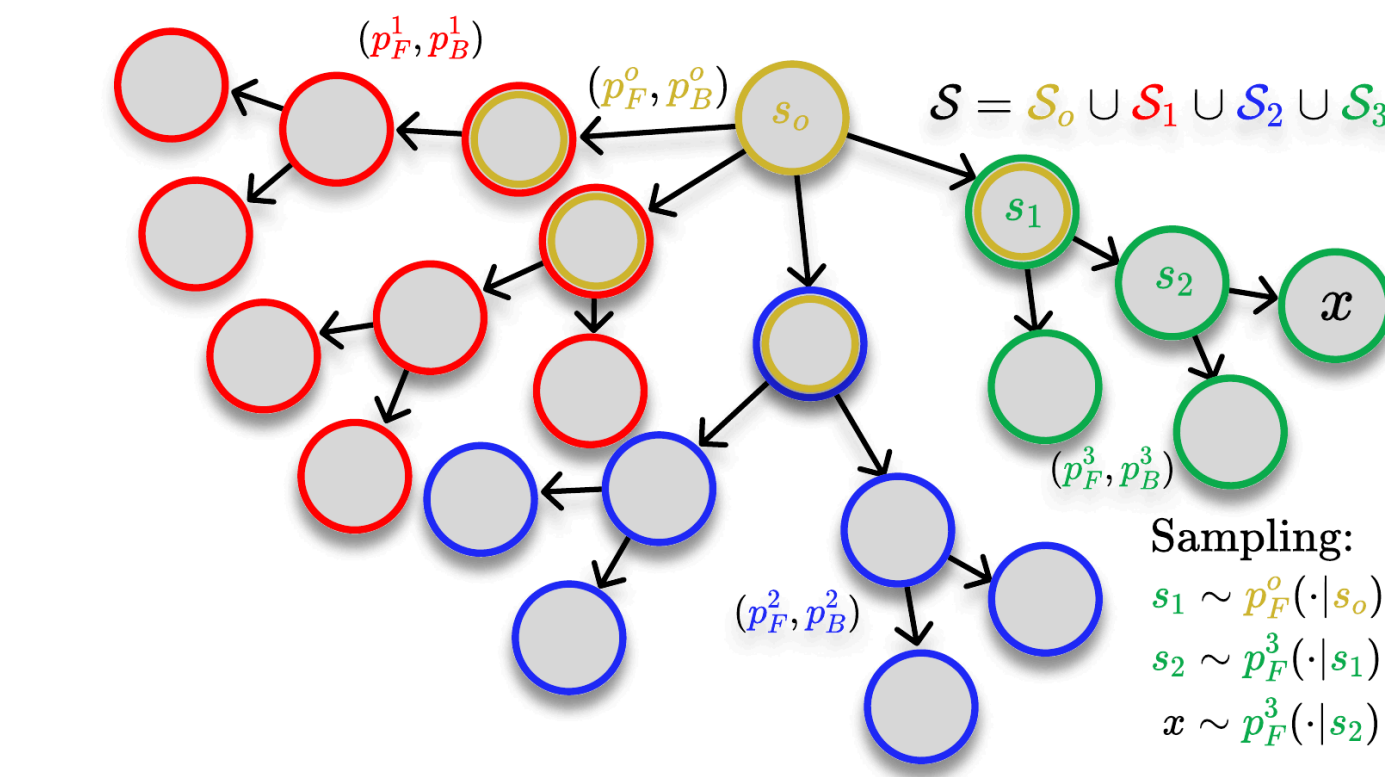 (p_F^1, p_B^1)
(p_F^o, p_B^o)
s_o
𝒮 = 𝒮_o ∪ 𝒮_1 ∪ 𝒮_2 ∪ 𝒮_3
s_1
s_2
x
(p_F^3, p_B^3)
(p_F^2, p_B^2)
Sampling:
s_1 ~ p_F^o(·|s_o)
s_2 ~ p_F^3(·|s_1)
x ~ p_F^3(·|s_2)